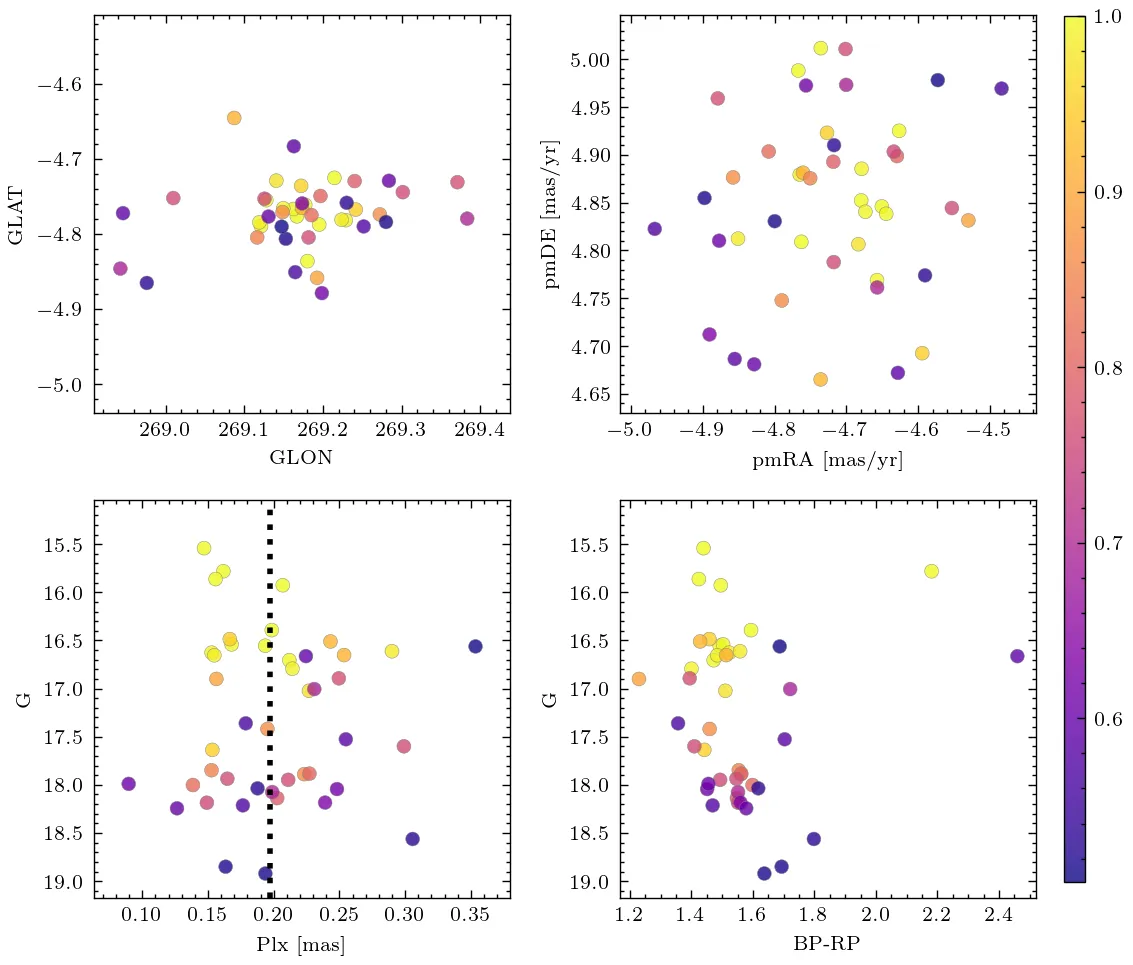 −4.6
−4.7
−4.8
−4.9
−5.0
GLAT
269.0 269.1 269.2 269.3 269.4
GLON
5.00
4.95
4.90
4.85
4.80
4.75
4.70
4.65
pmDE [mas/yr]
−5.0 −4.9 −4.8 −4.7 −4.6 −4.5
pmRA [mas/yr]
15.5
16.0
16.5
17.0
17.5
18.0
18.5
19.0
G
0.10 0.15 0.20 0.25 0.30 0.35
Plx [mas]
15.5
16.0
16.5
17.0
17.5
18.0
18.5
19.0
G
1.2 1.4 1.6 1.8 2.0 2.2 2.4
BP-RP
1.0
0.9
0.8
0.7
0.6